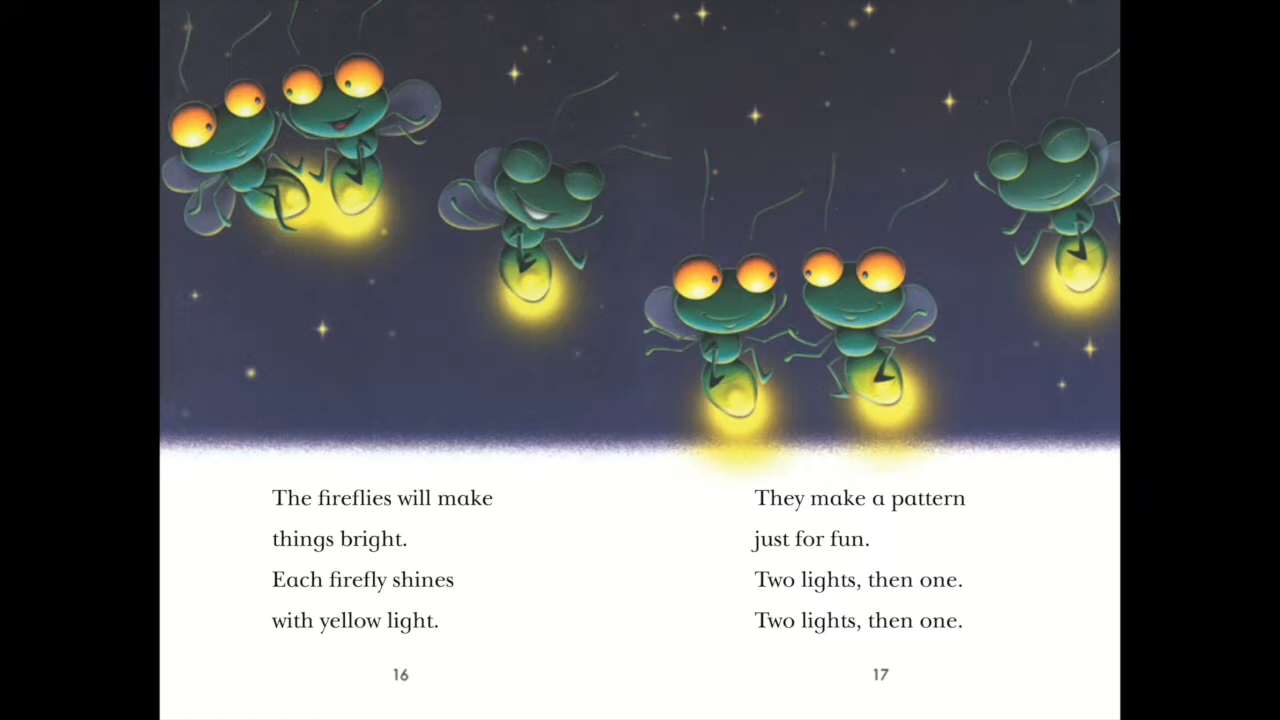 The fireflies will make
things bright.
Each firefly shines
with yellow light.
16
They make a pattern
just for fun.
Two lights, then one.
Two lights, then one.
17